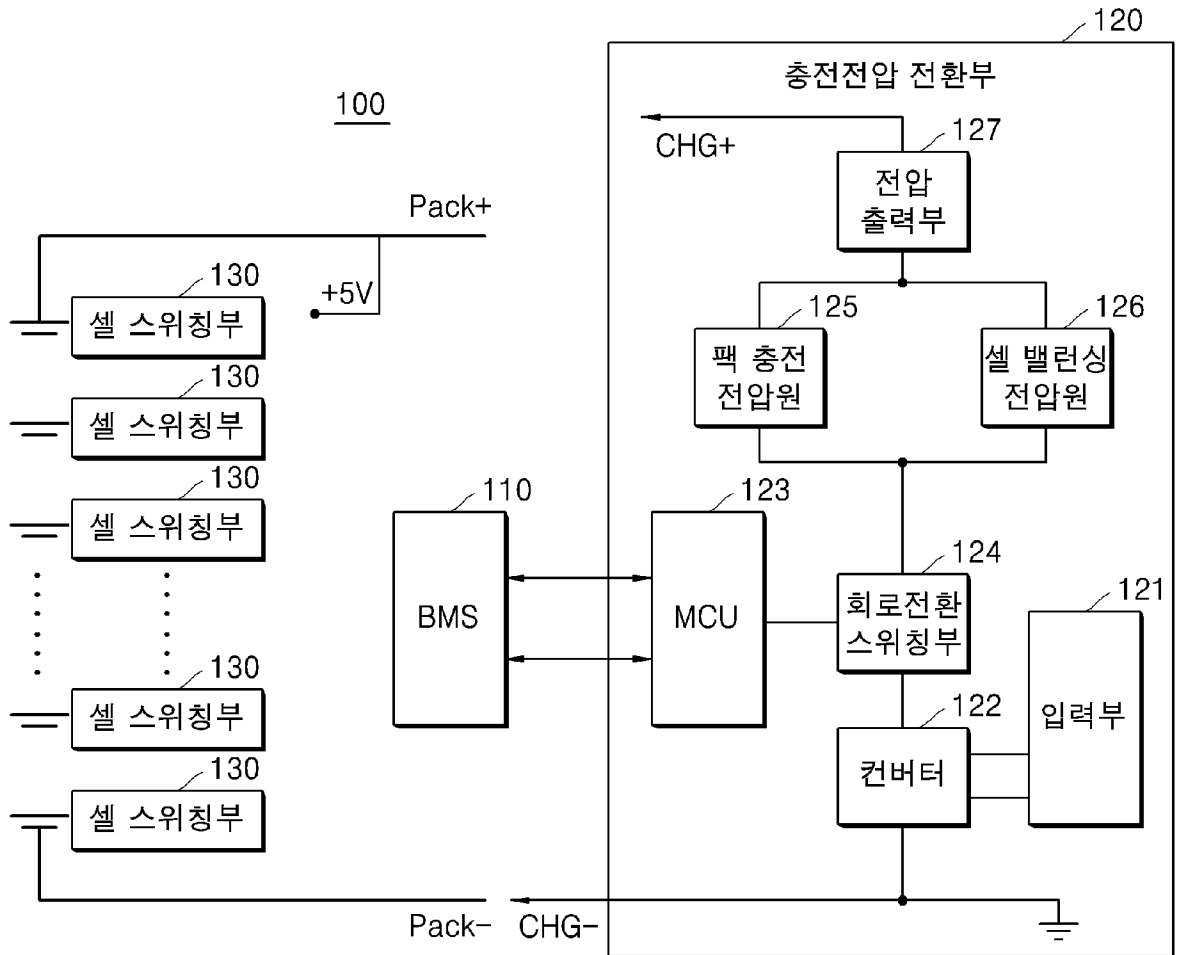 120
충전전압 전환부
100
CHG+
127
전압
출력부
Pack+
130
셀 스위칭부
+5V
125
팩 충전
전압원
126
셀 밸런싱
전압원
130
셀 스위칭부
130
셀 스위칭부
110
BMS
123
MCU
124
회로전환
스위칭부
121
입력부
130
셀 스위칭부
122
컨버터
130
셀 스위칭부
Pack-
CHG-